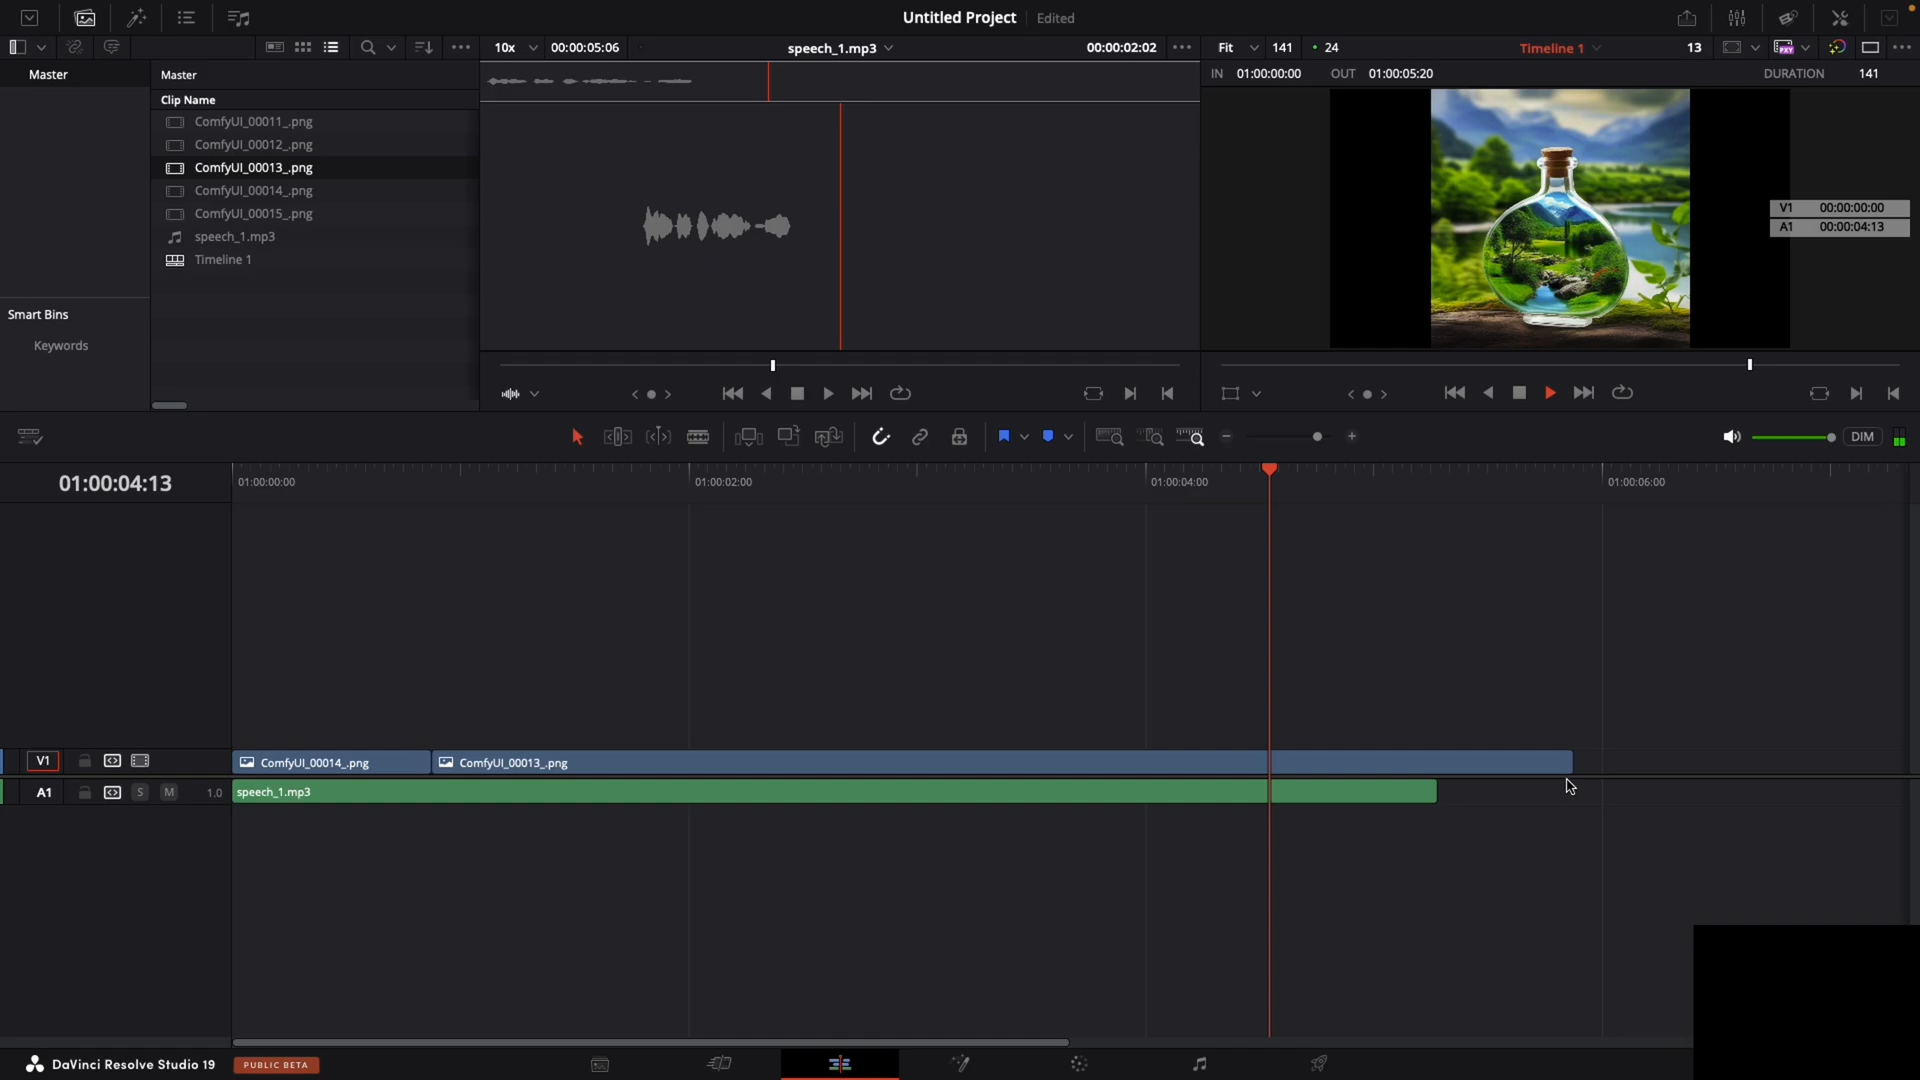 Untitled Project Edited
10x 00:00:05:06 speech_1.mp3 00:00:02:02
Fit 141 24 Timeline 1 13 PXY
Master
Master
IN 01:00:00:00 OUT 01:00:05:20 DURATION 141
Clip Name
ComfyUI_00011_.png
ComfyUI_00012_.png
ComfyUI_00013_.png
ComfyUI_00014_.png
ComfyUI_00015_.png
speech_1.mp3
Timeline 1
V1 00:00:00:00
A1 00:00:04:13
Smart Bins
Keywords
DIM
01:00:04:13 01:00:00:00 01:00:02:00 01:00:04:00 01:00:06:00
V1 ComfyUI_00014_.png ComfyUI_00013_.png
A1 S M 1.0 speech_1.mp3
DaVinci Resolve Studio 19 PUBLIC BETA